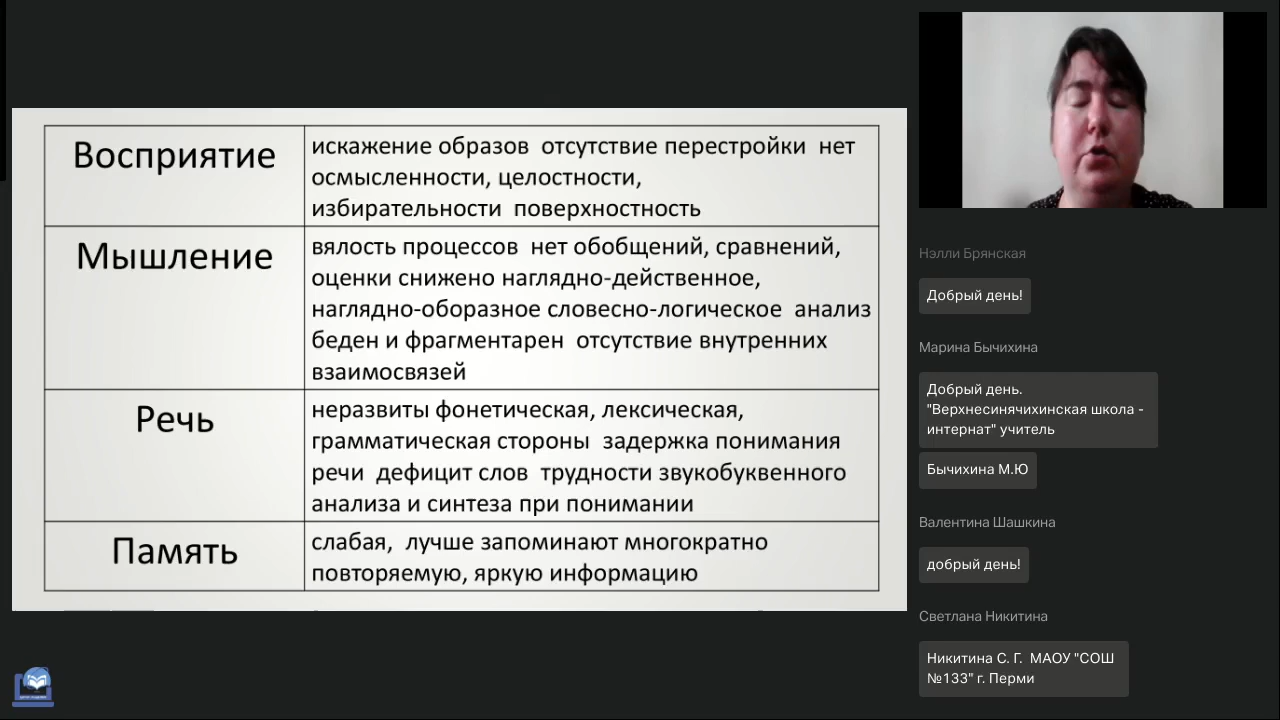 Восприятие
искажение образов отсутствие перестройки нет
осмысленности, целостности,
избирательности поверхностность
Мышление
вялость процессов нет обобщений, сравнений,
оценки снижено наглядно-действенное,
наглядно-оборазное словесно-логическое анализ
беден и фрагментарен отсутствие внутренних
взаимосвязей
Речь
неразвиты фонетическая, лексическая,
грамматическая стороны задержка понимания
речи дефицит слов трудности звукобуквенного
анализа и синтеза при понимании
Память
слабая, лучше запоминают многократно
повторяемую, яркую информацию
Нэлли Брянская
Добрый день!
Марина Бычихина
Добрый день.
"Верхнесинячихинская школа -
интернат" учитель
Бычихина М.Ю
Валентина Шашкина
добрый день!
Светлана Никитина
Никитина С. Г. МАОУ "СОШ
№133" г. Перми